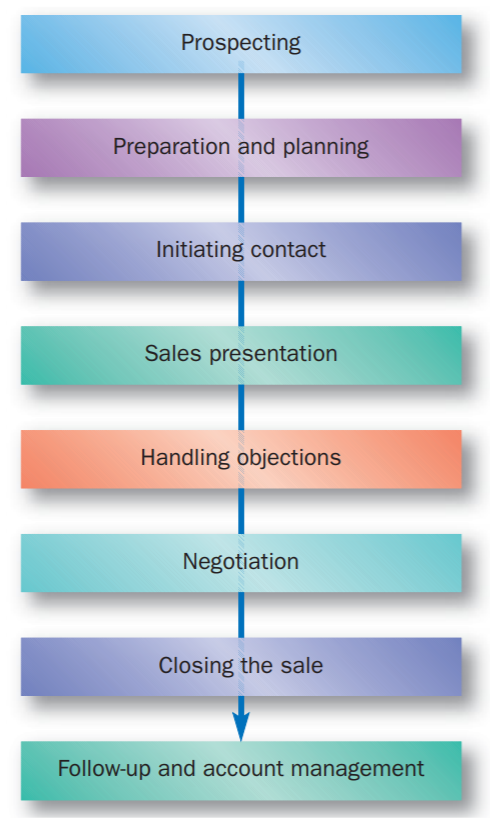 Prospecting
Preparation and planning
Initiating contact
Sales presentation
Handling objections
Negotiation
Closing the sale
Follow-up and account management